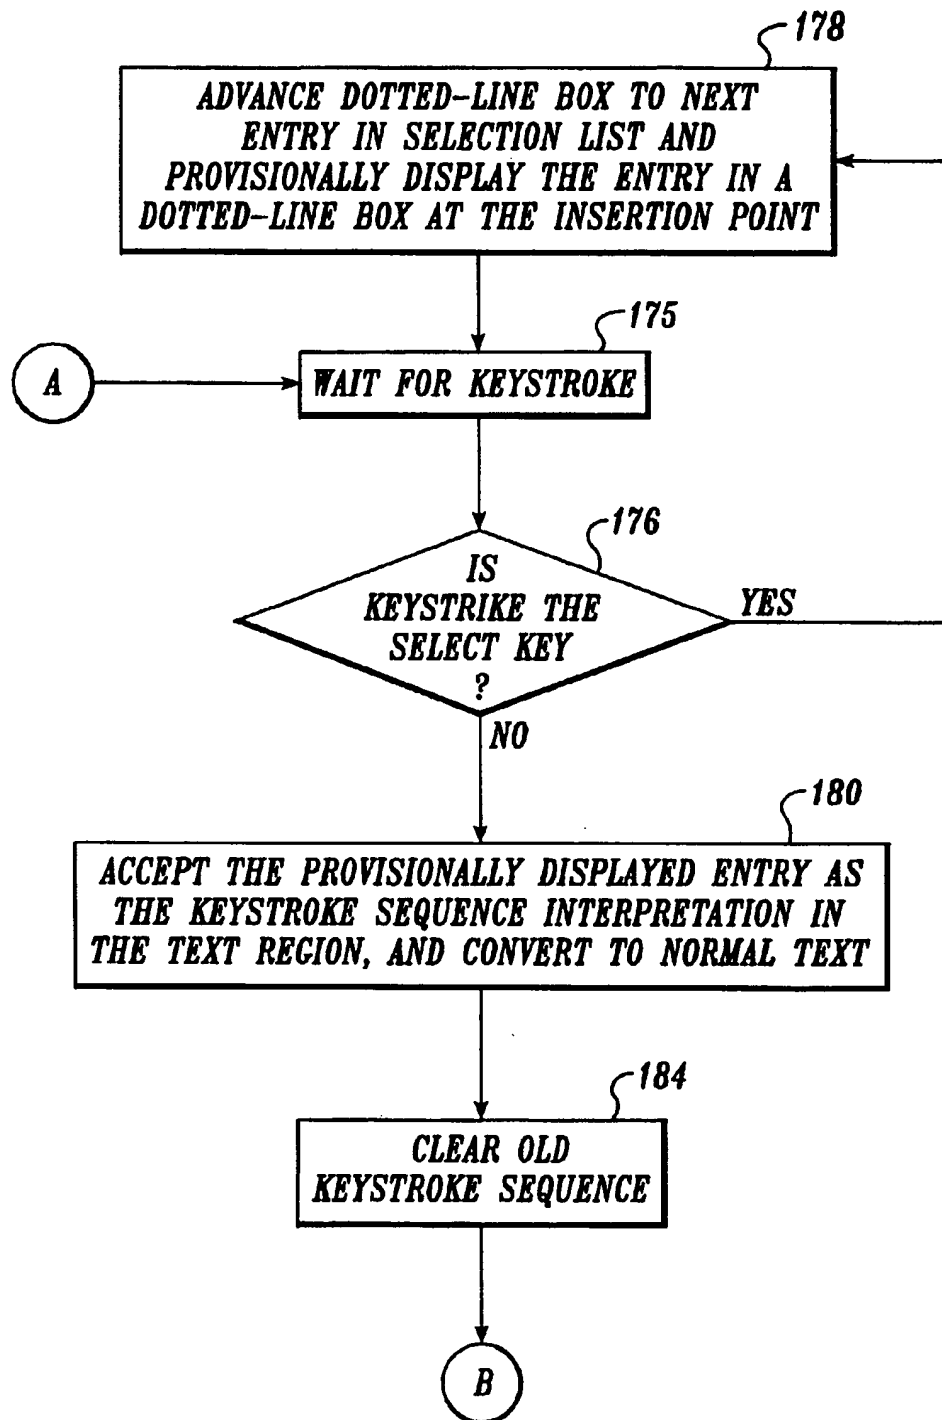 178
ADVANCE DOTTED-LINE BOX TO NEXT
ENTRY IN SELECTION LIST AND
PROVISIONALLY DISPLAY THE ENTRY IN A
DOTTED-LINE BOX AT THE INSERTION POINT
175
A
WAIT FOR KEYSTROKE
176
IS
KEYSTRIKE THE
SELECT KEY
?
YES
NO
180
ACCEPT THE PROVISIONALLY DISPLAYED ENTRY AS
THE KEYSTROKE SEQUENCE INTERPRETATION IN
THE TEXT REGION, AND CONVERT TO NORMAL TEXT
184
CLEAR OLD
KEYSTROKE SEQUENCE
B